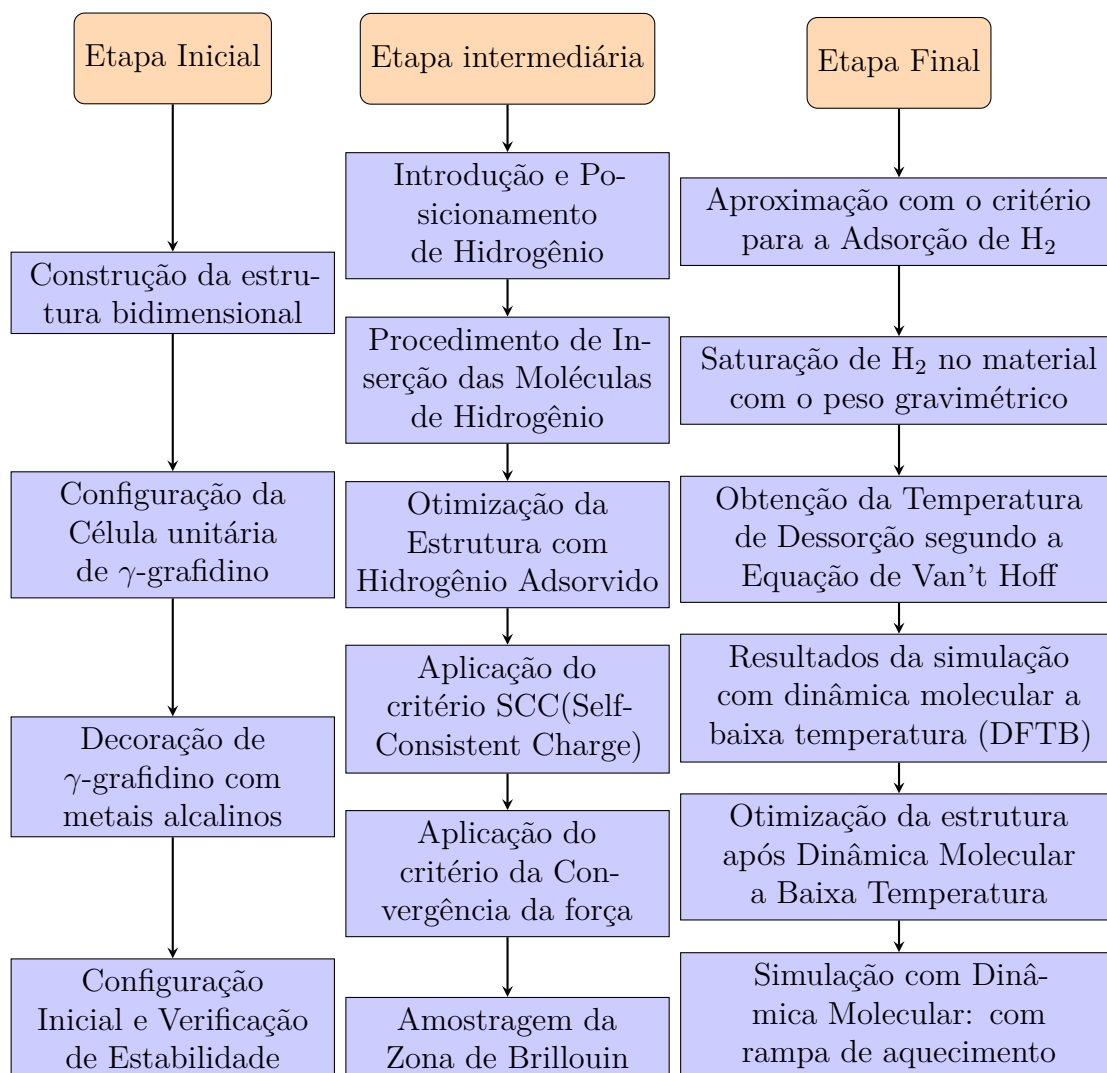 Etapa Inicial
Construção da estru-
tura bidimensional
Configuração da
Célula unitária
de γ-grafidino
Decoração de
γ-grafidino com
metais alcalinos
Configuração
Inicial e Verificação
de Estabilidade
Etapa intermediária
Introdução e Po-
sicionamento
de Hidrogênio
Procedimento de In-
serção das Moléculas
de Hidrogênio
Otimização da
Estrutura com
Hidrogênio Adsorvido
Aplicação do
critério SCC(Self-
Consistent Charge)
Aplicação do
critério da Con-
vergência da força
Amostragem da
Zona de Brillouin
Etapa Final
Aproximação com o critério
para a Adsorção de H₂
Saturação de H₂ no material
com o peso gravimétrico
Obtenção da Temperatura
de Dessorção segundo a
Equação de Van't Hoff
Resultados da simulação
com dinâmica molecular a
baixa temperatura (DFTB)
Otimização da estrutura
após Dinâmica Molecular
a Baixa Temperatura
Simulação com Dinâ-
mica Molecular: com
rampa de aquecimento